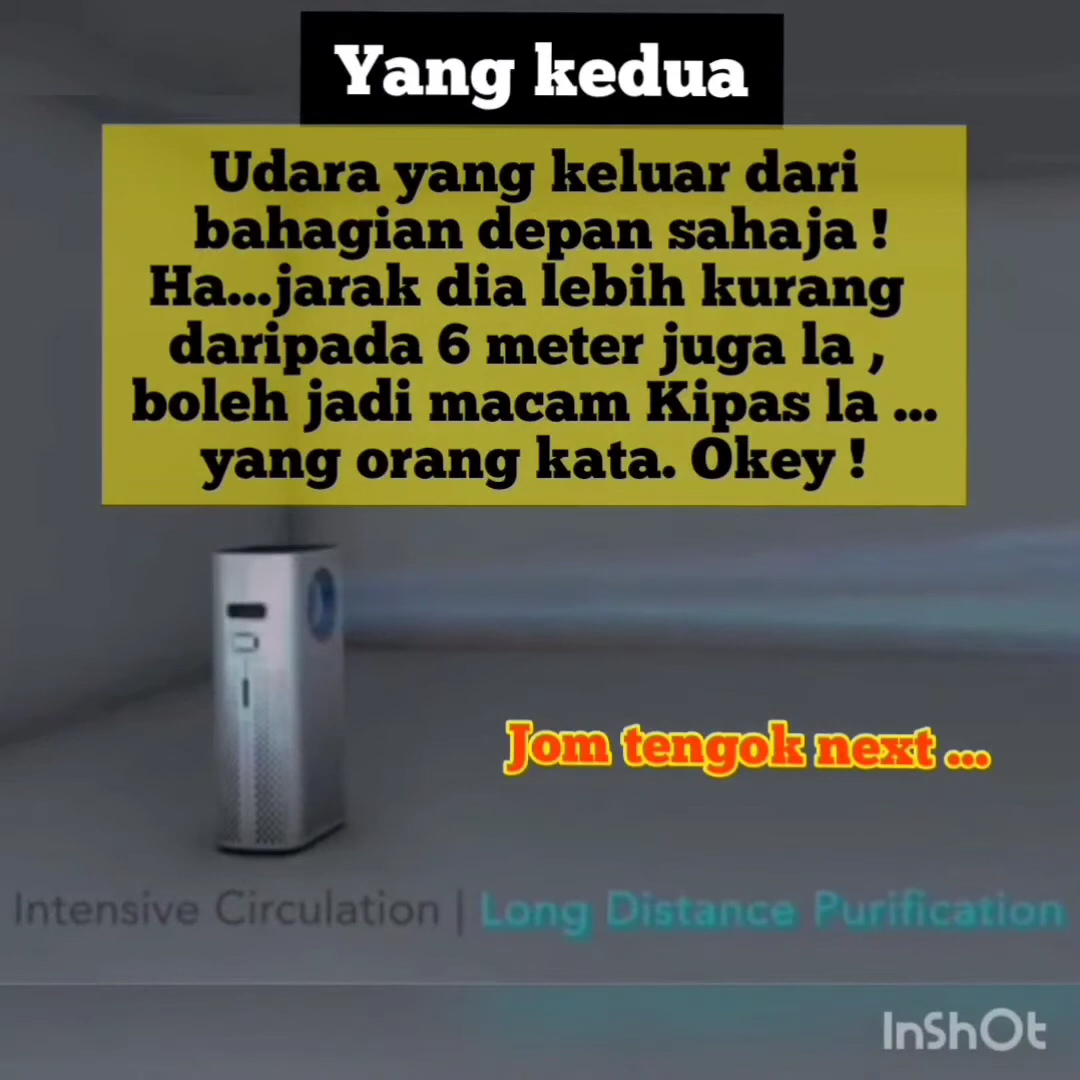 Yang kedua
Udara yang keluar dari
bahagian depan sahaja !
Ha...jarak dia lebih kurang
daripada 6 meter juga la ,
boleh jadi macam Kipas la ...
yang orang kata. Okey !
Jom tengok next ...
Intensive Circulation | Long Distance Purification
InShOt